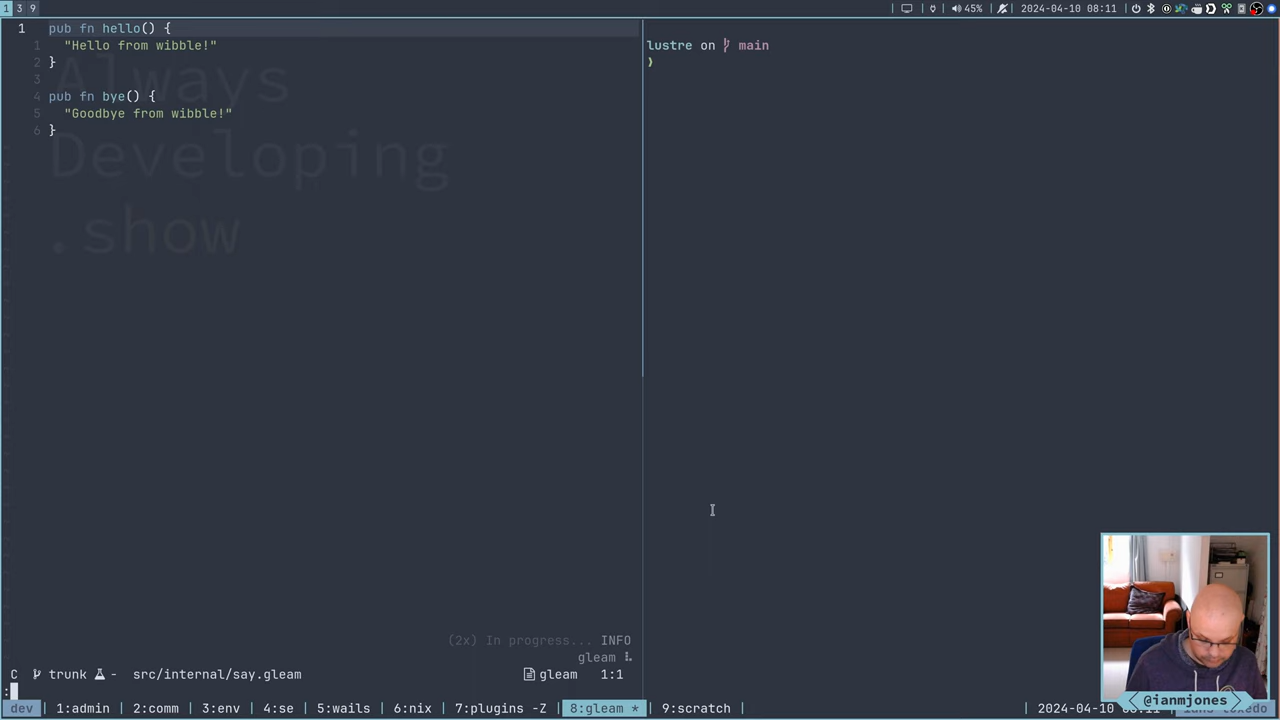 1 3 9
45% 2024-04-10 08:11
1 pub fn hello() {
1 "Hello from wibble!"
2 }
3
4 pub fn bye() {
5 "Goodbye from wibble!"
6 }
Always
Developing
.show
lustre on main
(2x) In progress... INFO
gleam
C trunk - src/internal/say.gleam gleam 1:1
:
dev 1:admin 2:comm 3:env 4:se 5:wails 6:nix 7:plugins -Z 8:gleam * 9:scratch 2024-04-10
@ianmjones